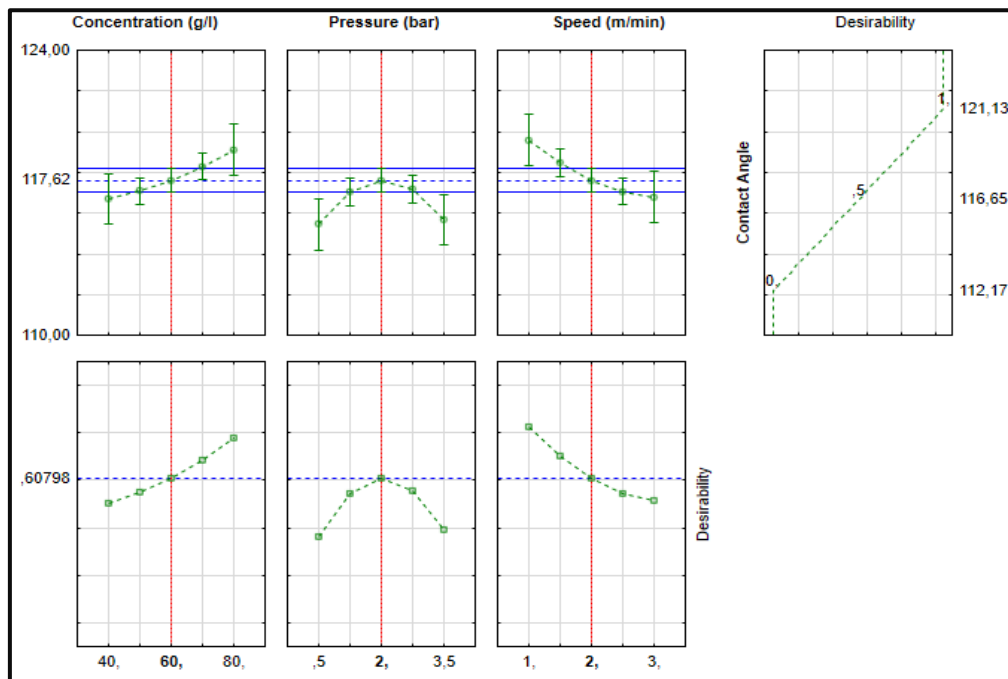 Concentration (g/l) Pressure (bar) Speed (m/min) Desirability
124,00
117,62
110,00
Contact Angle
1,
,5
0,
121,13
116,65
112,17
,60798
Desirability
40, 60, 80, ,5 2, 3,5 1, 2, 3,